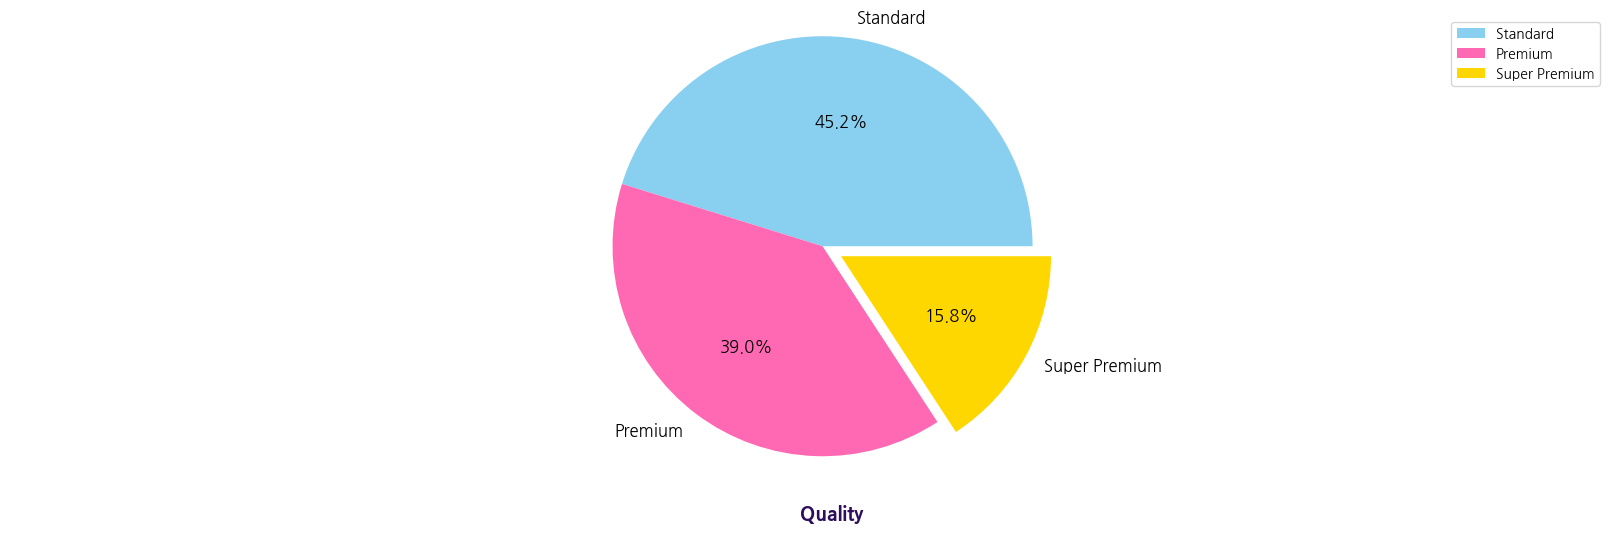 Standard
45.2%
39.0%
15.8%
Super Premium
Premium
Quality
Standard
Premium
Super Premium